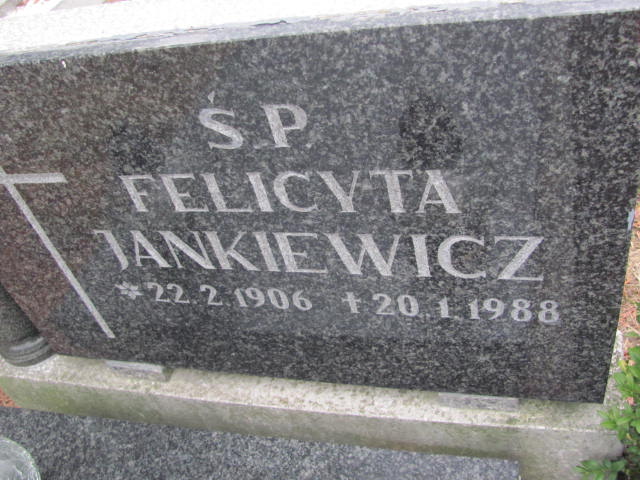 Ś.P.
FELICYTA
JANKIEWICZ
* 22.2.1906 † 20.1.1988